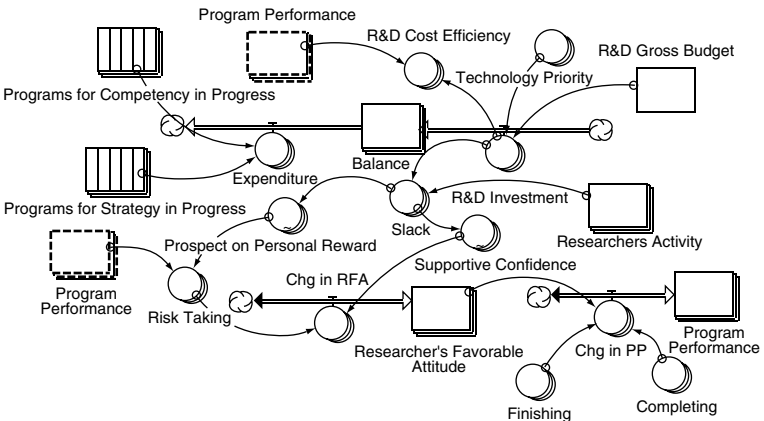 Program Performance
R&D Cost Efficiency
R&D Gross Budget
Technology Priority
Programs for Competency in Progress
Balance
Expenditure
R&D Investment
Programs for Strategy in Progress
Slack
Researchers Activity
Prospect on Personal Reward
Supportive Confidence
Chg in RFA
Program
Performance
Risk Taking
Researcher's Favorable
Attitude
Chg in PP
Program
Performance
Finishing
Completing